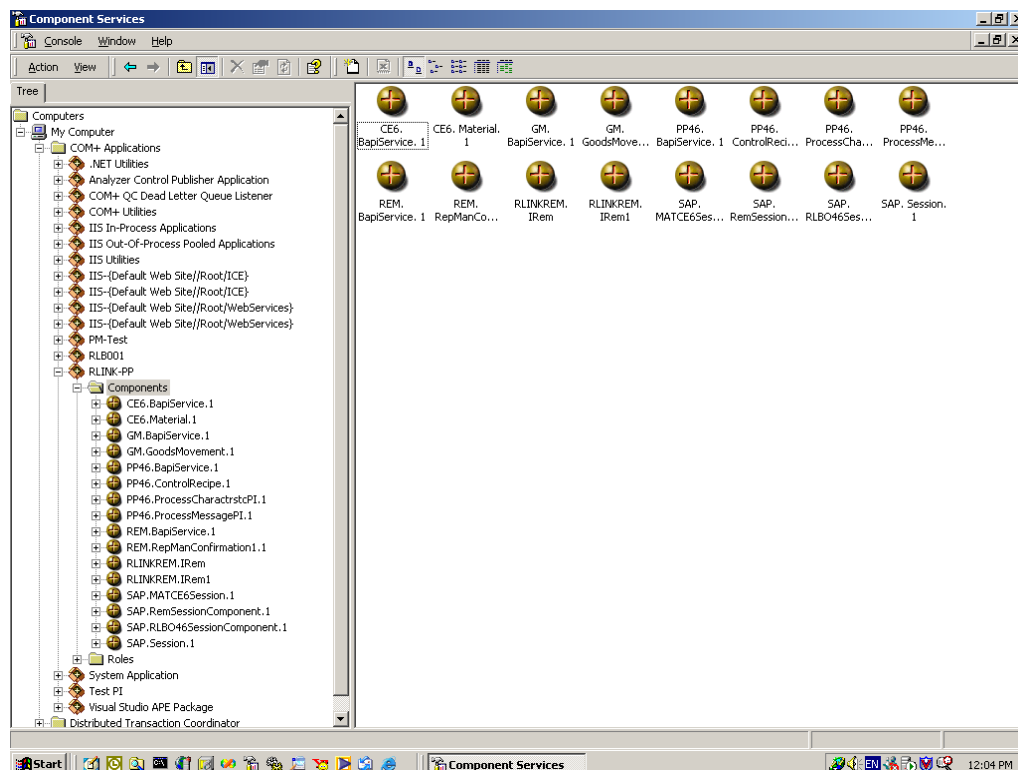 Component Services
Console Window Help
Action View
Tree
Computers
My Computer
COM+ Applications
.NET Utilities
Analyzer Control Publisher Application
COM+ QC Dead Letter Queue Listener
COM+ Utilities
IIS In-Process Applications
IIS Out-Of-Process Pooled Applications
IIS Utilities
IIS-{Default Web Site//Root/ICE}
IIS-{Default Web Site//Root/ICE}
IIS-{Default Web Site//Root/WebServices}
IIS-{Default Web Site//Root/WebServices}
PM-Test
RLB001
RLINK-PP
Components
CE6.BapiService.1
CE6.Material.1
GM.BapiService.1
GM.GoodsMovement.1
PP46.BapiService.1
PP46.ControlRecipe.1
PP46.ProcessCharactrstcPI.1
PP46.ProcessMessagePI.1
REM.BapiService.1
REM.RepManConfirmation1.1
RLINKREM.IRem
RLINKREM.IRem1
SAP.MATCE6Session.1
SAP.RemSessionComponent.1
SAP.RLBO46SessionComponent.1
SAP.Session.1
Roles
System Application
Test PI
Visual Studio APE Package
Distributed Transaction Coordinator
CE6. CE6. Material. GM. GM. PP46. PP46. PP46. PP46.
BapiService. 1 1 BapiService. 1 GoodsMove... BapiService. 1 ControlReci... ProcessCha... ProcessMe...
REM. REM. RLINKREM. RLINKREM. SAP. SAP. SAP. SAP. Session.
BapiService. 1 RepManCo... IRem IRem1 MATCE6Ses... RemSession... RLBO46Ses... 1
Start Component Services EN 12:04 PM